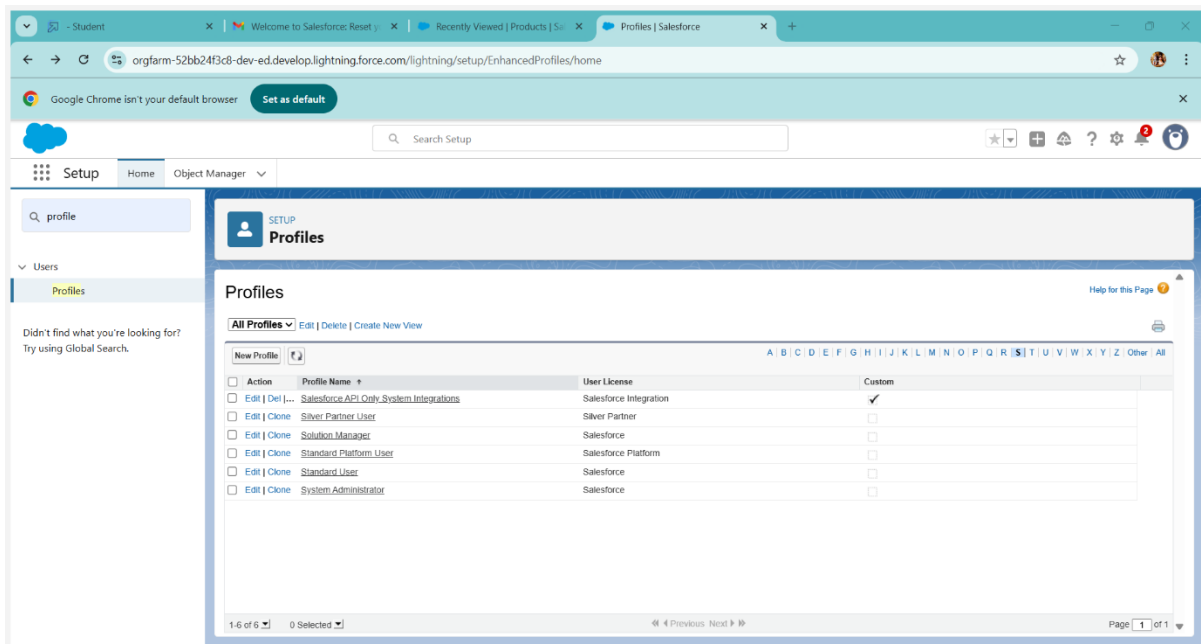 - Student
Welcome to Salesforce: Reset y
Recently Viewed | Products | Sa
Profiles | Salesforce
orgfarm-52bb24f3c8-dev-ed.develop.lightning.force.com/lightning/setup/EnhancedProfiles/home
Google Chrome isn't your default browser Set as default
Search Setup
2
Setup Home Object Manager
profile
Users
Profiles
Didn't find what you're looking for?
Try using Global Search.
SETUP
Profiles
Profiles
Help for this Page
All Profiles Edit | Delete | Create New View
New Profile
A | B | C | D | E | F | G | H | I | J | K | L | M | N | O | P | Q | R | S | T | U | V | W | X | Y | Z | Other | All
Action Profile Name User License Custom
Edit | Del |... Salesforce API Only System Integrations Salesforce Integration
Edit | Clone Silver Partner User Silver Partner
Edit | Clone Solution Manager Salesforce
Edit | Clone Standard Platform User Salesforce Platform
Edit | Clone Standard User Salesforce
Edit | Clone System Administrator Salesforce
1-6 of 6 0 Selected Previous Next Page 1 of 1